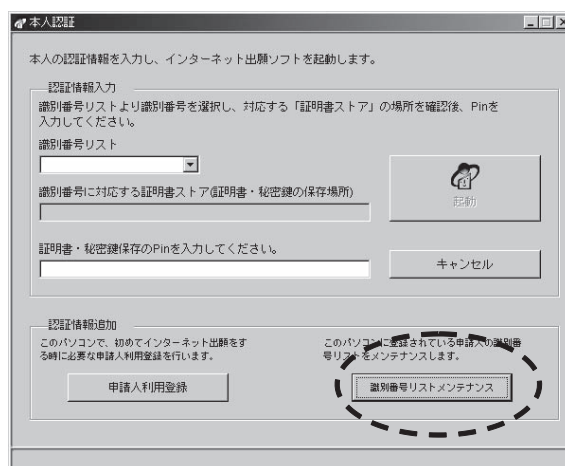 本人認証
本人の認証情報を入力し、インターネット出願ソフトを起動します。
認証情報入力
識別番号リストより識別番号を選択し、対応する「証明書ストア」の場所を確認後、Pinを
入力してください。
識別番号リスト
識別番号に対応する証明書ストア(証明書・秘密鍵の保存場所)
起動
証明書・秘密鍵保存のPinを入力してください。
キャンセル
認証情報追加
このパソコンで、初めてインターネット出願をす
る時に必要な申請人利用登録を行います。
申請人利用登録
このパソコンに登録されている申請人の識別番
号リストをメンテナンスします。
識別番号リストメンテナンス